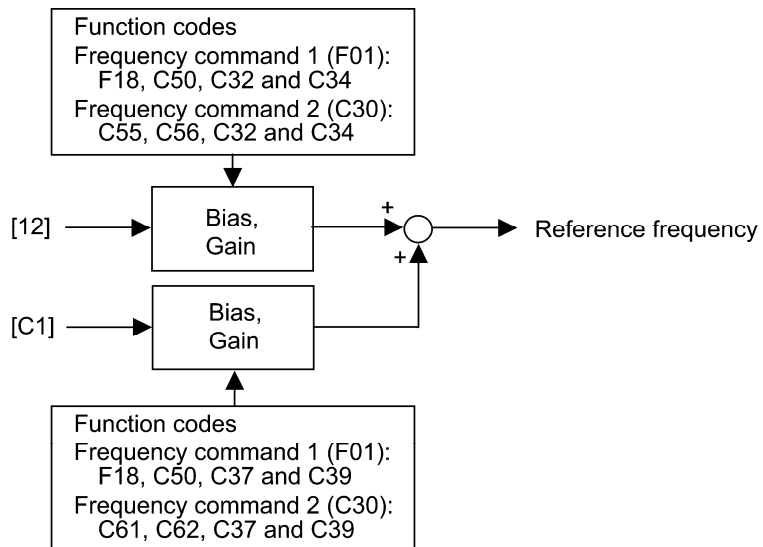 Function codes
Frequency command 1 (F01):
F18, C50, C32 and C34
Frequency command 2 (C30):
C55, C56, C32 and C34
[12]
Bias,
Gain
+
Reference frequency
+
[C1]
Bias,
Gain
Function codes
Frequency command 1 (F01):
F18, C50, C37 and C39
Frequency command 2 (C30):
C61, C62, C37 and C39